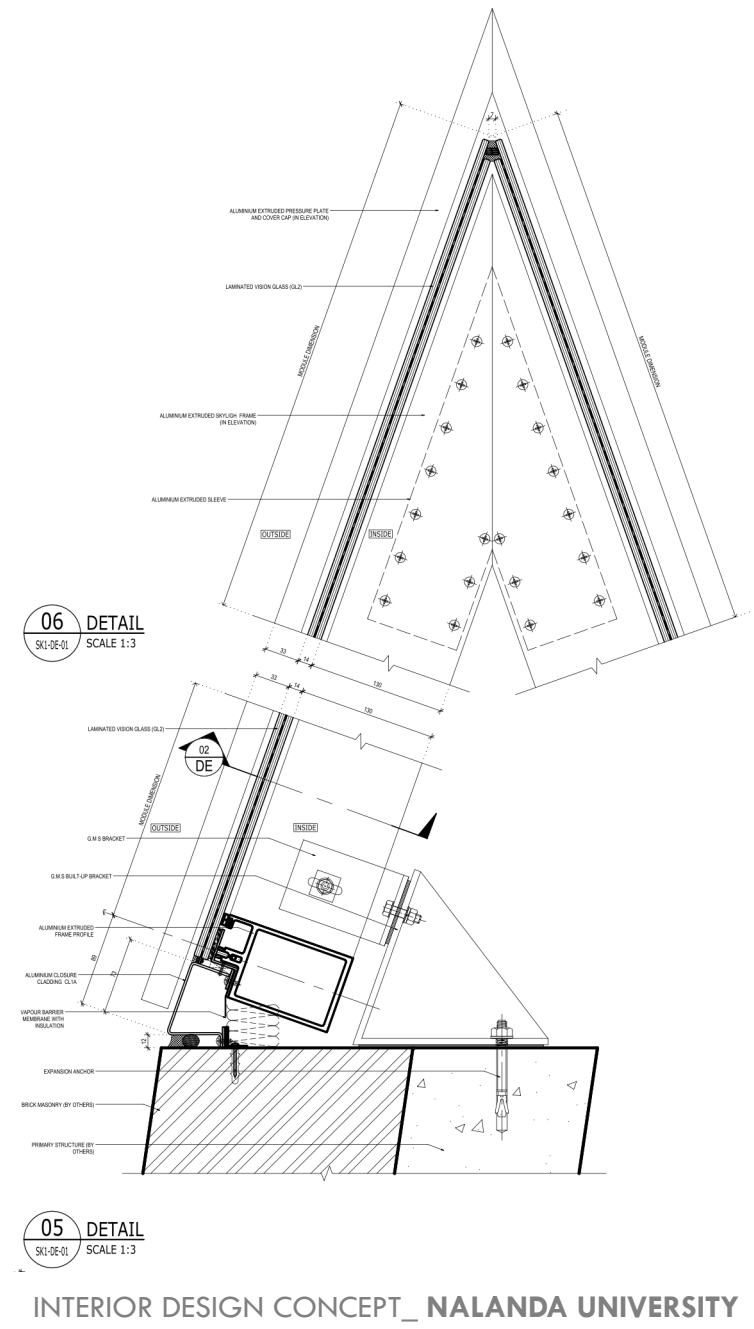 7
ALUMINIUM EXTRUDED PRESSURE PLATE
AND COVER CAP (IN ELEVATION)
LAMINATED VISION GLASS (GL2)
MODULE DIMENSION
MODULE DIMENSION
ALUMINIUM EXTRUDED SKYLIGH FRAME
(IN ELEVATION)
ALUMINIUM EXTRUDED SLEEVE
OUTSIDE
INSIDE
06
SK1-DE-01
DETAIL
SCALE 1:3
33
14
130
33
14
130
LAMINATED VISION GLASS (GL2)
02
DE
MODULE DIMENSION
OUTSIDE
INSIDE
G.M.S BRACKET
G.M.S BUILT-UP BRACKET
ALUMINIUM EXTRUDED
FRAME PROFILE
89
73
ALUMINIUM CLOSURE
CLADDING CL1A
VAPOUR BARRIER
MEMBRANE WITH
INSULATION
12
EXPANSION ANCHOR
BRICK MASONRY (BY OTHERS)
PRIMARY STRUCTURE (BY
OTHERS)
05
SK1-DE-01
DETAIL
SCALE 1:3
INTERIOR DESIGN CONCEPT_ NALANDA UNIVERSITY